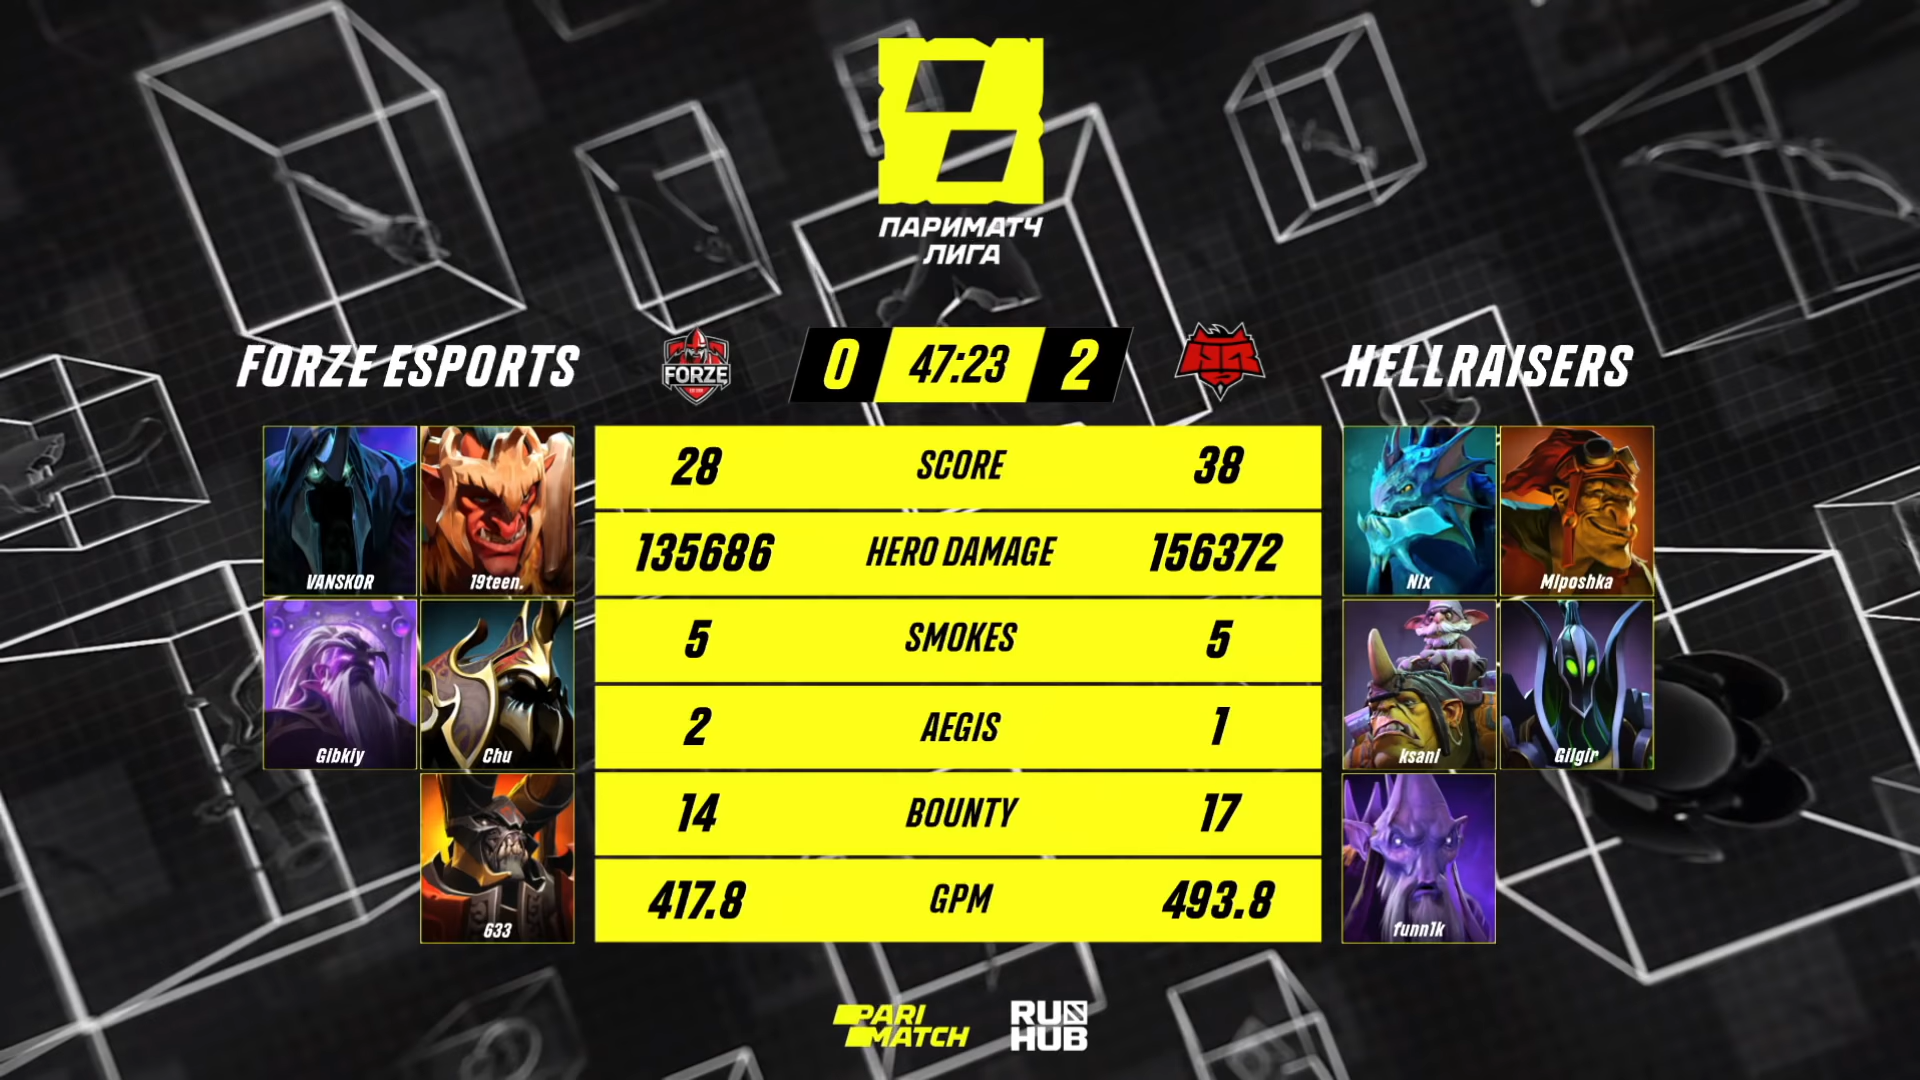 ПАРИМАТЧ
ЛИГА
FORZE ESPORTS
FORZE
0
47:23
2
HELLRAISERS
28 SCORE 38
135686 HERO DAMAGE 156372
5 SMOKES 5
2 AEGIS 1
14 BOUNTY 17
417.8 GPM 493.8
VANSKOR
19teen.
Gibkiy
Chu
633
Nix
Miposhka
ksani
Gilgir
funn1k
PARI
MATCH
RU
HUB